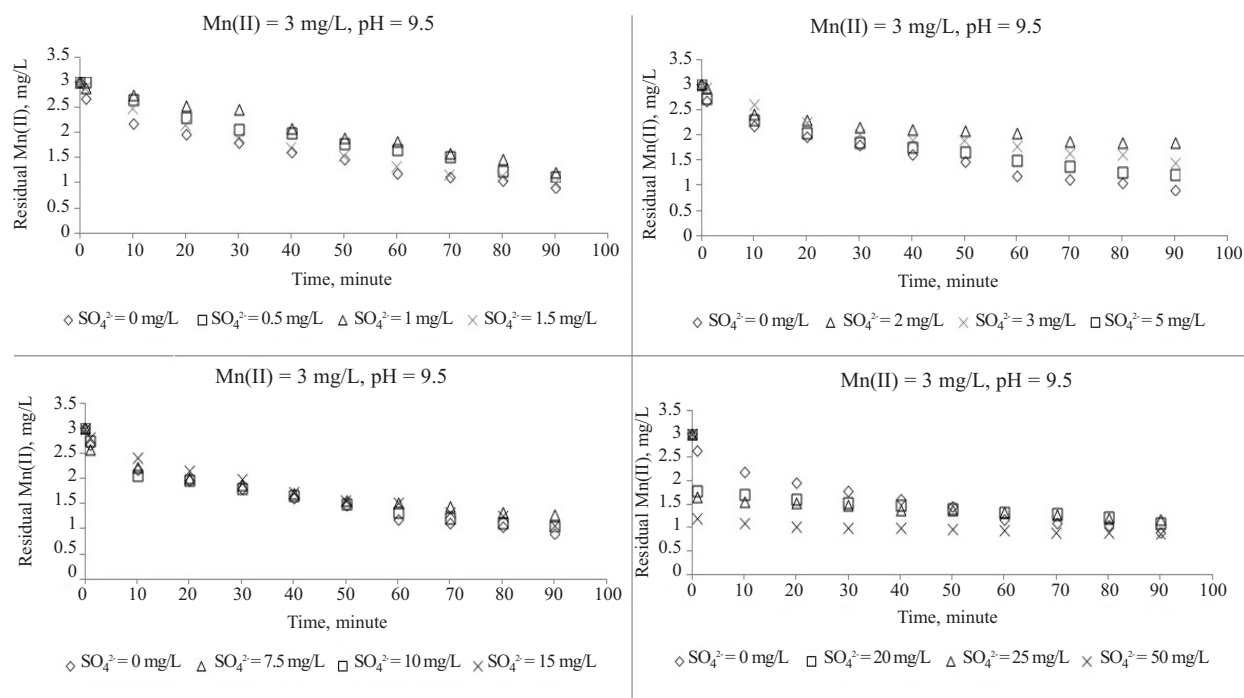 Mn(II) = 3 mg/L, pH = 9.5
Residual Mn(II), mg/L
3.5
3
2.5
2
1.5
1
0.5
0
0 10 20 30 40 50 60 70 80 90 100
Time, minute
SO₄²⁻= 0 mg/L SO₄²⁻= 0.5 mg/L SO₄²⁻= 1 mg/L SO₄²⁻= 1.5 mg/L
Mn(II) = 3 mg/L, pH = 9.5
Residual Mn(II), mg/L
3.5
3
2.5
2
1.5
1
0.5
0
0 10 20 30 40 50 60 70 80 90 100
Time, minute
SO₄²⁻= 0 mg/L SO₄²⁻= 2 mg/L SO₄²⁻= 3 mg/L SO₄²⁻= 5 mg/L
Mn(II) = 3 mg/L, pH = 9.5
Residual Mn(II), mg/L
3.5
3
2.5
2
1.5
1
0.5
0
0 10 20 30 40 50 60 70 80 90 100
Time, minute
SO₄²⁻= 0 mg/L SO₄²⁻= 7.5 mg/L SO₄²⁻= 10 mg/L SO₄²⁻= 15 mg/L
Mn(II) = 3 mg/L, pH = 9.5
Residual Mn(II), mg/L
3.5
3
2.5
2
1.5
1
0.5
0
0 10 20 30 40 50 60 70 80 90 100
Time, minute
SO₄²⁻= 0 mg/L SO₄²⁻= 20 mg/L SO₄²⁻= 25 mg/L SO₄²⁻= 50 mg/L